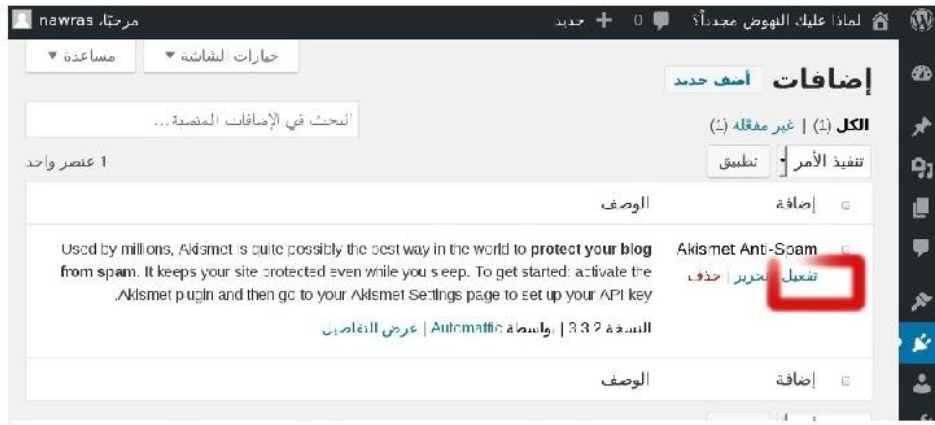 لماذا عليك النهوض مجدداً؟ 0 + جديد مرحبًا، nawras
خيارات الشاشة مساعدة
إضافات أضف جديد
الكل (1) | غير مفعّلة (1)
البحث في الإضافات المنصبة...
تنفيذ الأمر تطبيق 1 عنصر واحد
إضافة الوصف
Akismet Anti-Spam
تفعيل | تحرير | حذف
Used by millions, Akismet is quite possibly the best way in the world to protect your blog
from spam. It keeps your site protected even while you sleep. To get started: activate the
Akismet plugin and then go to your Akismet Settings page to set up your API key.
النسخة 3.3.2 | بواسطة Automattic | عرض التفاصيل
إضافة الوصف